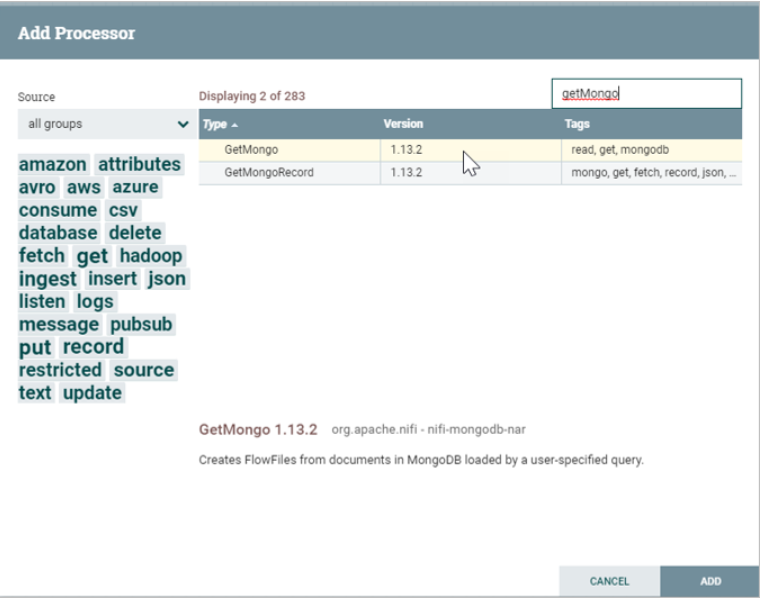 Add Processor
Source
Displaying 2 of 283
getMongo
all groups
Type
Version
Tags
GetMongo
1.13.2
read, get, mongodb
GetMongoRecord
1.13.2
mongo, get, fetch, record, json, ...
amazon attributes
avro aws azure
consume csv
database delete
fetch get hadoop
ingest insert json
listen logs
message pubsub
put record
restricted source
text update
GetMongo 1.13.2 org.apache.nifi - nifi-mongodb-nar
Creates FlowFiles from documents in MongoDB loaded by a user-specified query.
CANCEL
ADD